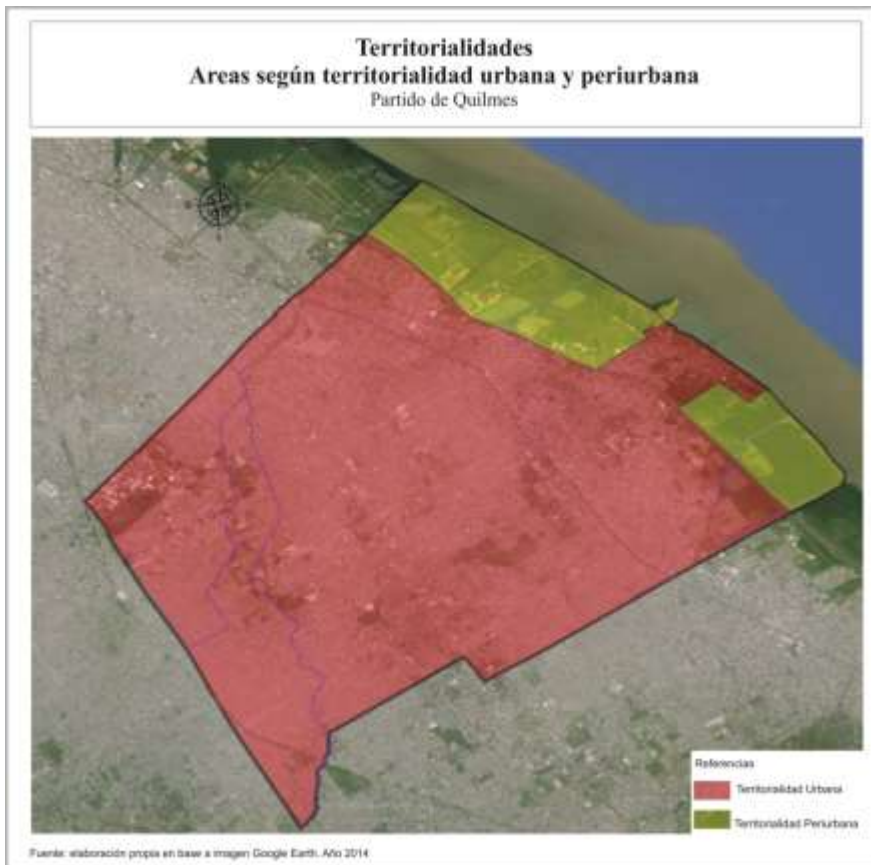 Territorialidades
Areas según territorialidad urbana y periurbana
Partido de Quilmes
Referencias
Territorialidad Urbana
Territorialidad Periurbana
Fuente: elaboración propia en base a imagen Google Earth. Año 2014